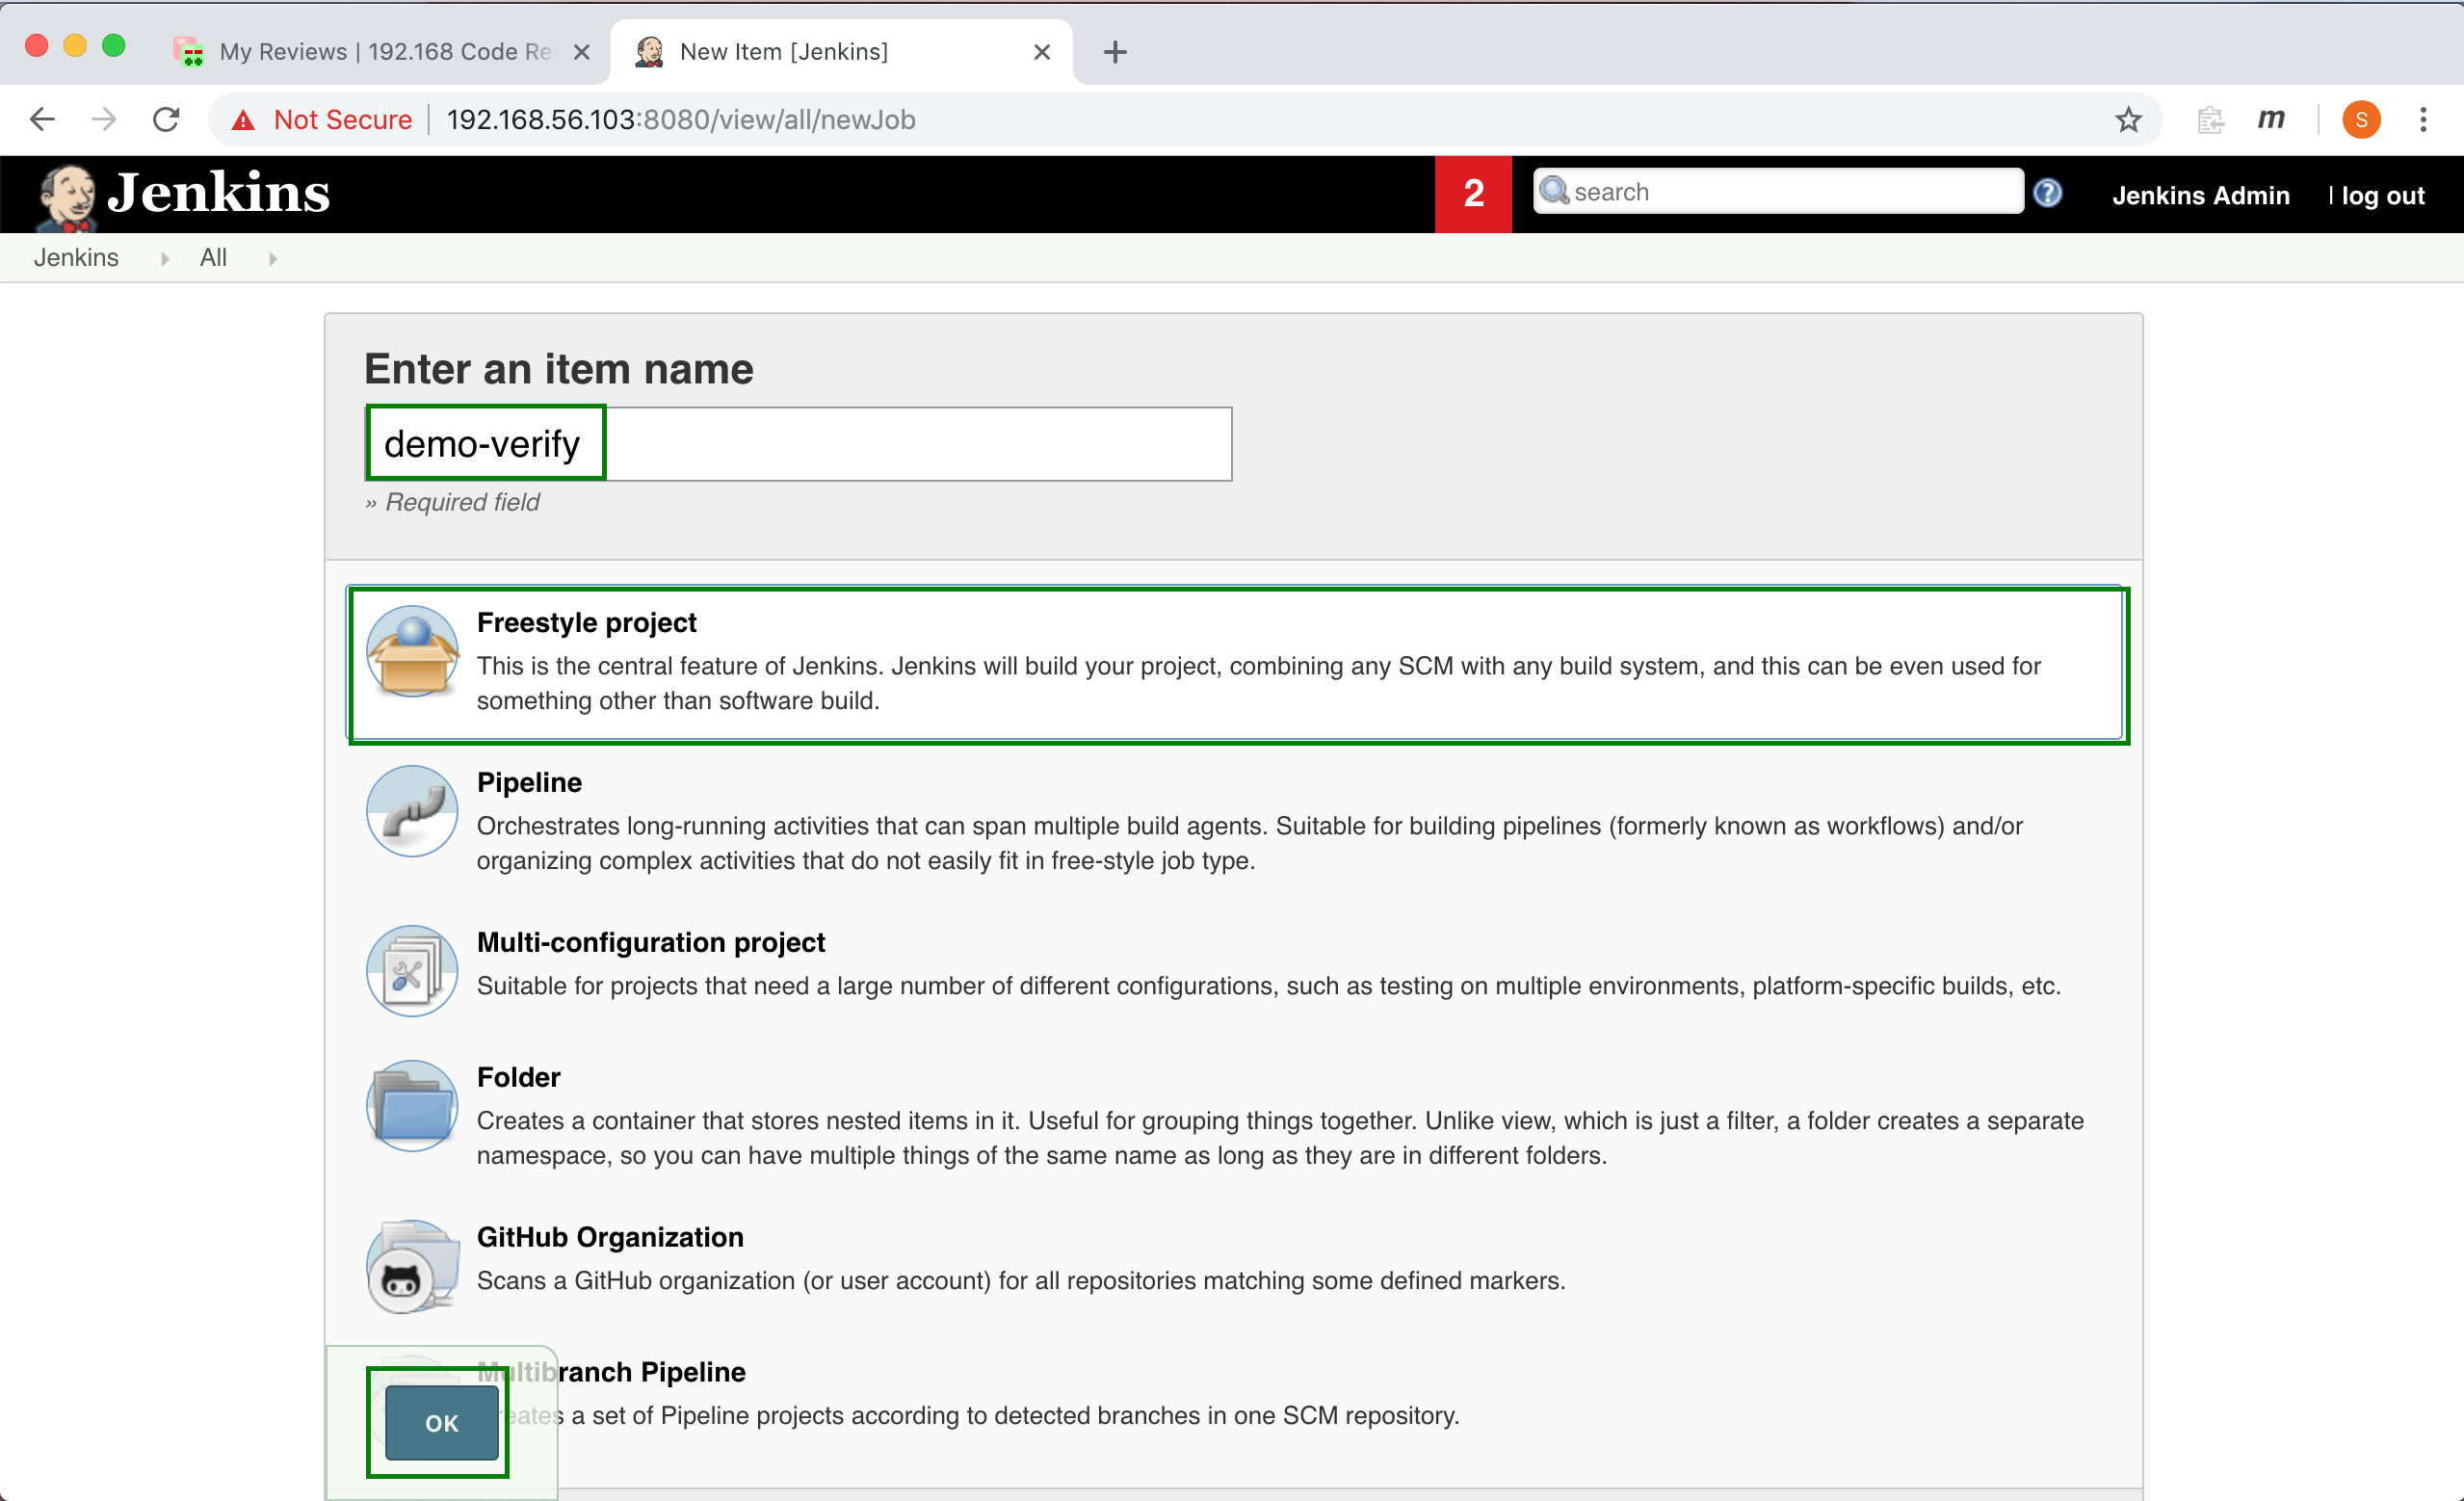 My Reviews | 192.168 Code Re
New Item [Jenkins]
Not Secure
192.168.56.103:8080/view/all/newJob
m
S
Jenkins
2
search
?
Jenkins Admin
| log out
Jenkins
All
Enter an item name
demo-verify
» Required field
Freestyle project
This is the central feature of Jenkins. Jenkins will build your project, combining any SCM with any build system, and this can be even used for
something other than software build.
Pipeline
Orchestrates long-running activities that can span multiple build agents. Suitable for building pipelines (formerly known as workflows) and/or
organizing complex activities that do not easily fit in free-style job type.
Multi-configuration project
Suitable for projects that need a large number of different configurations, such as testing on multiple environments, platform-specific builds, etc.
Folder
Creates a container that stores nested items in it. Useful for grouping things together. Unlike view, which is just a filter, a folder creates a separate
namespace, so you can have multiple things of the same name as long as they are in different folders.
GitHub Organization
Scans a GitHub organization (or user account) for all repositories matching some defined markers.
Multibranch Pipeline
eates a set of Pipeline projects according to detected branches in one SCM repository.
OK